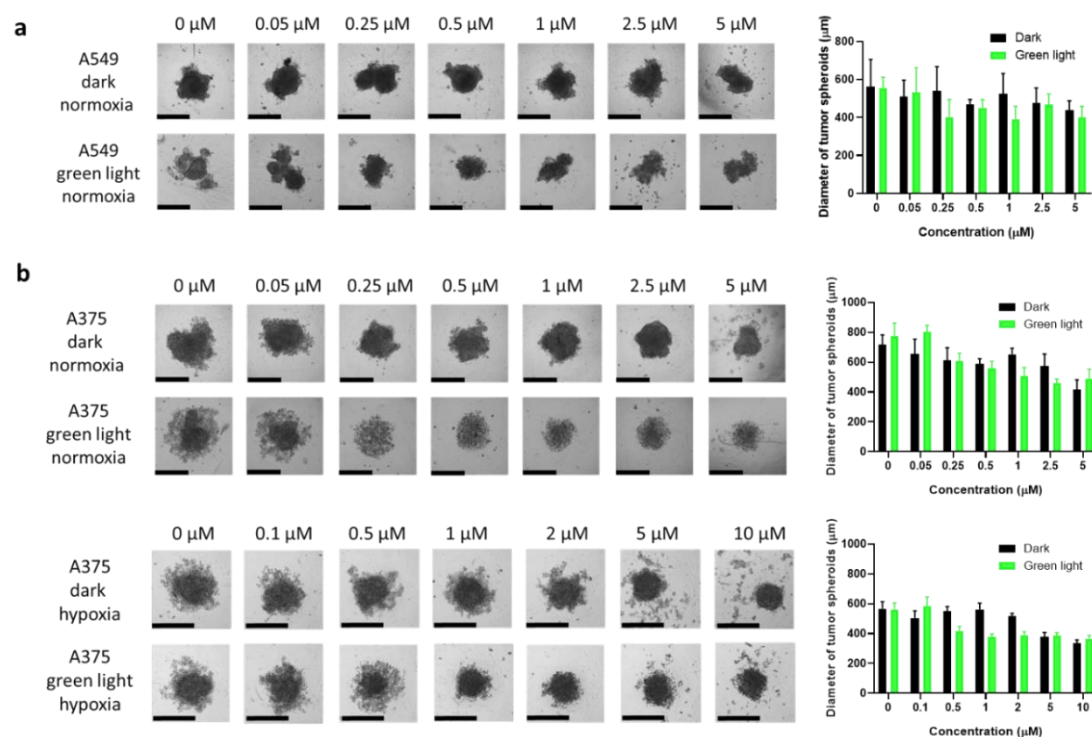 a
0 μM 0.05 μM 0.25 μM 0.5 μM 1 μM 2.5 μM 5 μM
A549
dark
normoxia
A549
green light
normoxia
Diameter of tumor spheroids (μm)
800
600
400
200
0
Dark
Green light
0 0.05 0.25 0.5 1 2.5 5
Concentration (μM)
b
0 μM 0.05 μM 0.25 μM 0.5 μM 1 μM 2.5 μM 5 μM
A375
dark
normoxia
A375
green light
normoxia
Diameter of tumor spheroids (μm)
1000
800
600
400
200
0
Dark
Green light
0 0.05 0.25 0.5 1 2.5 5
Concentration (μM)
0 μM 0.1 μM 0.5 μM 1 μM 2 μM 5 μM 10 μM
A375
dark
hypoxia
A375
green light
hypoxia
Diameter of tumor spheroids (μm)
1000
800
600
400
200
0
Dark
Green light
0 0.1 0.5 1 2 5 10
Concentration (μM)